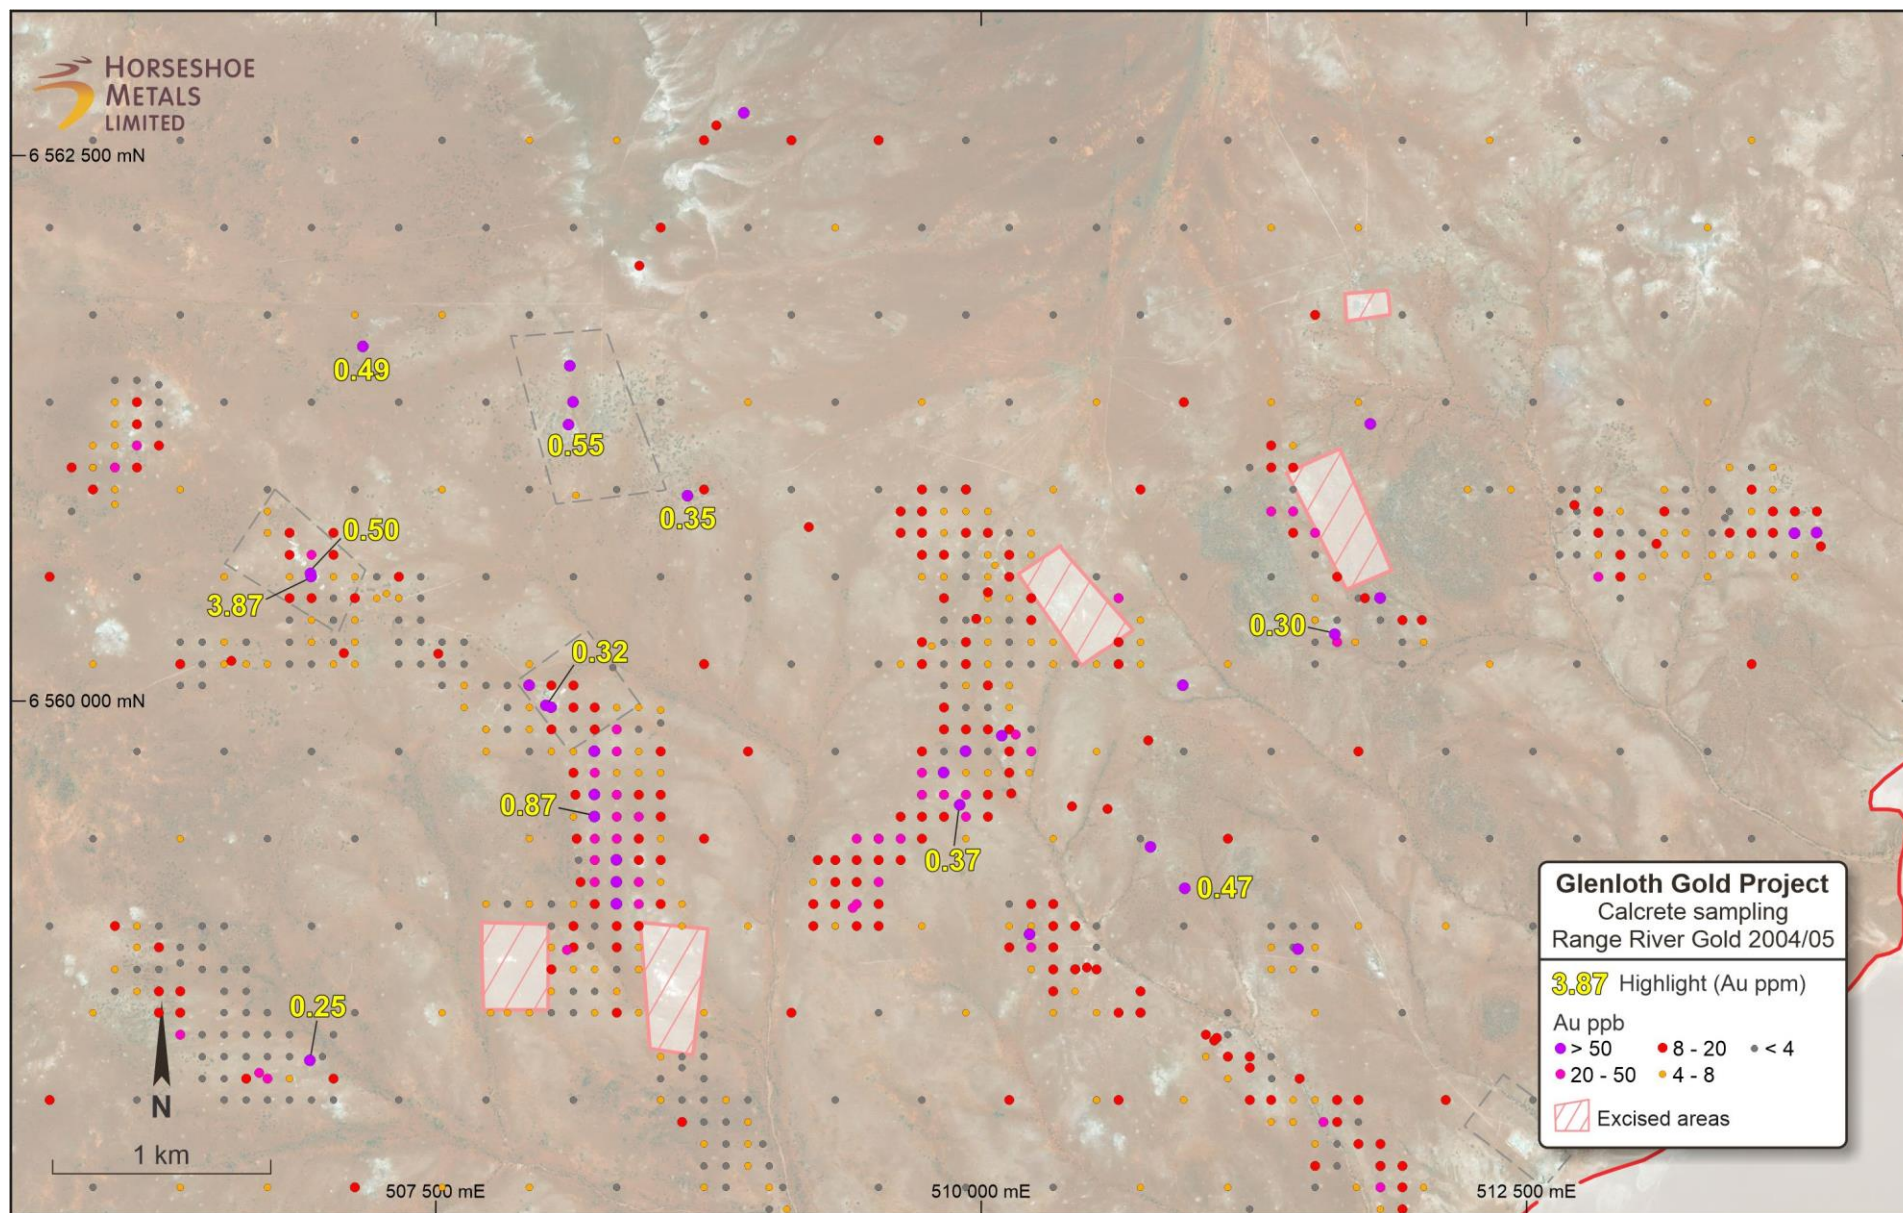 HORSESHOE
METALS
LIMITED
6 562 500 mN
0.49
0.55
0.35
0.50
3.87
0.30
0.32
6 560 000 mN
0.87
0.37
0.47
0.25
N
1 km
507 500 mE
510 000 mE
512 500 mE
Glenloth Gold Project
Calcrete sampling
Range River Gold 2004/05
3.87 Highlight (Au ppm)
Au ppb
> 50 8 - 20 < 4
20 - 50 4 - 8
Excised areas